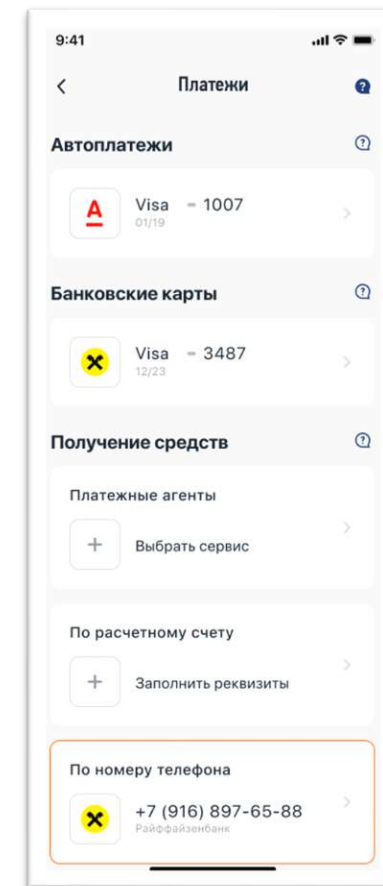 9:41
Платежи
Автоплатежи
Visa = 1007
01/19
Банковские карты
Visa = 3487
12/23
Получение средств
Платежные агенты
Выбрать сервис
По расчетному счету
Заполнить реквизиты
По номеру телефона
+7 (916) 897-65-88
Райффайзенбанк